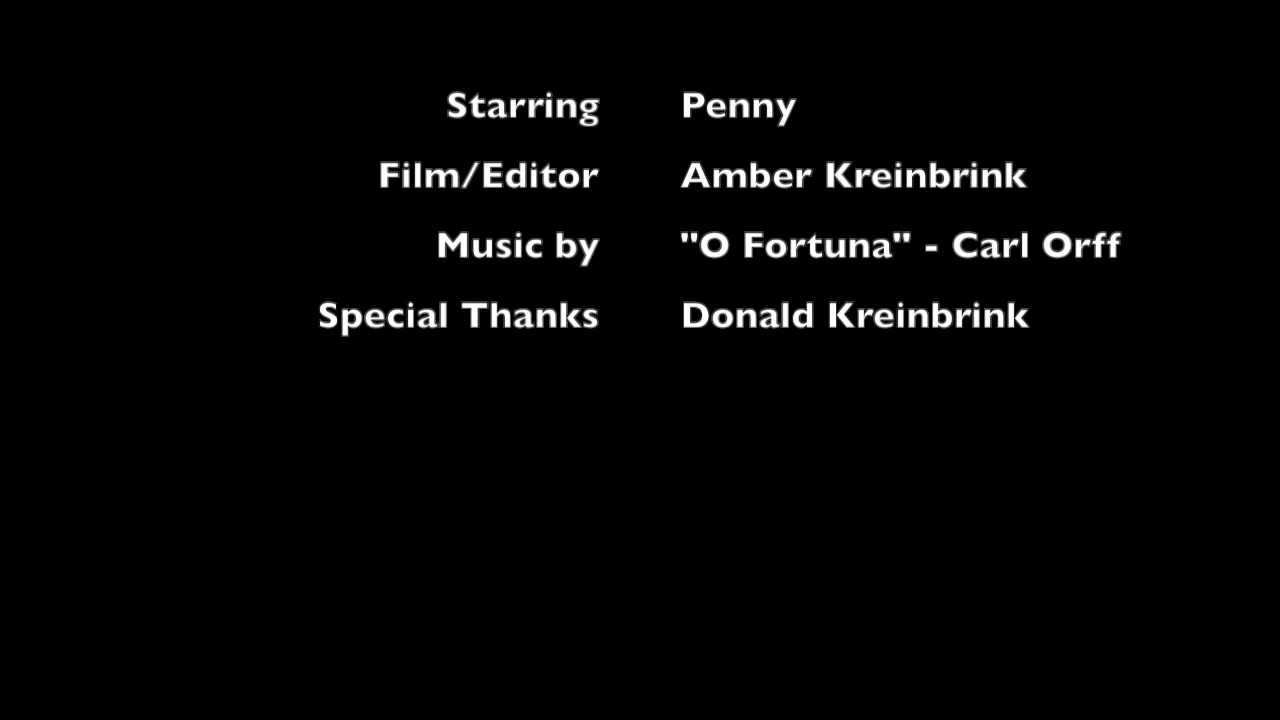 Starring Penny
Film/Editor Amber Kreinbrink
Music by "O Fortuna" - Carl Orff
Special Thanks Donald Kreinbrink